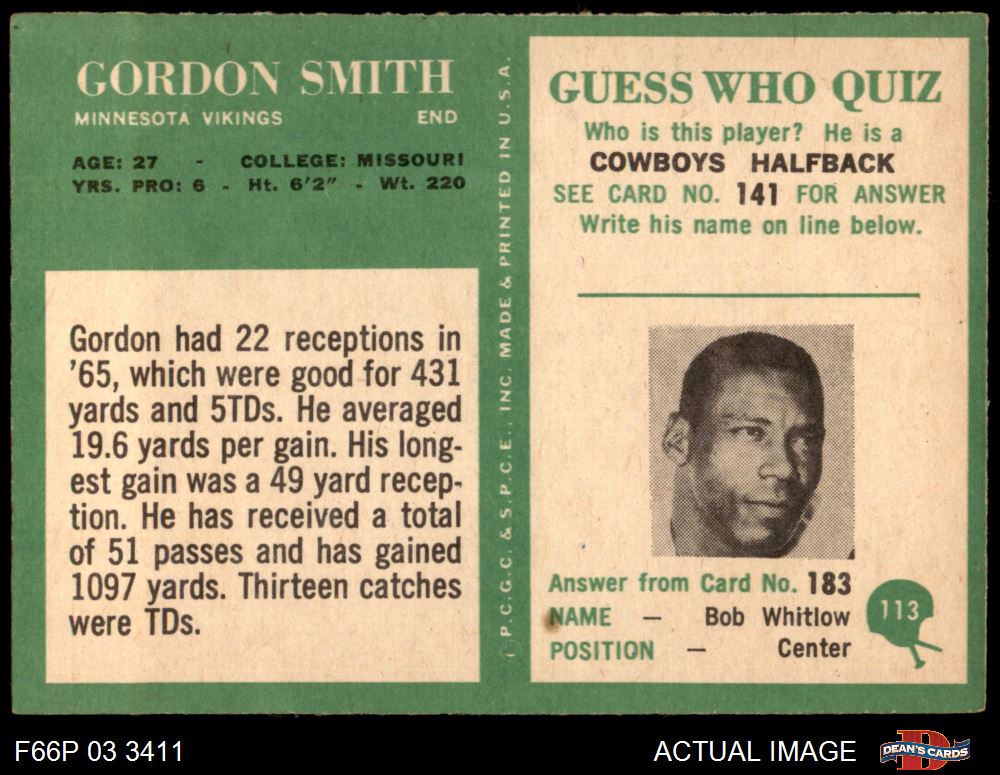 GORDON SMITH
MINNESOTA VIKINGS END
AGE: 27 - COLLEGE: MISSOURI
YRS. PRO: 6 - Ht. 6'2" - Wt. 220
Gordon had 22 receptions in
'65, which were good for 431
yards and 5TDs. He averaged
19.6 yards per gain. His long-
est gain was a 49 yard recep-
tion. He has received a total
of 51 passes and has gained
1097 yards. Thirteen catches
were TDs.
©P.C.G.C. & S.P.C.E., INC. MADE & PRINTED IN U.S.A.
GUESS WHO QUIZ
Who is this player? He is a
COWBOYS HALFBACK
SEE CARD NO. 141 FOR ANSWER
Write his name on line below.
Answer from Card No. 183
NAME — Bob Whitlow
POSITION — Center
113
F66P 03 3411
ACTUAL IMAGE
D
DEAN'S CARDS